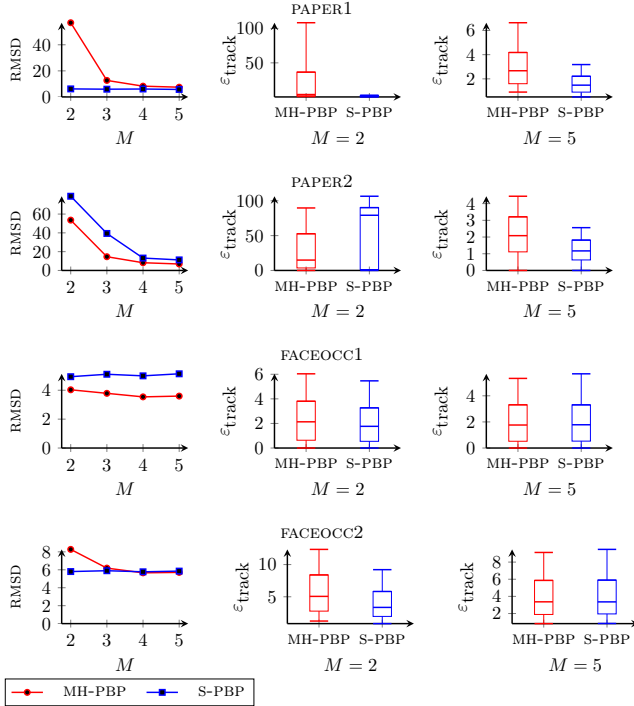 PAPER1
RMSD
40
20
0
2 3 4 5
M
εtrack
100
50
MH-PBP S-PBP
M = 2
εtrack
6
4
2
MH-PBP S-PBP
M = 5
PAPER2
RMSD
60
40
20
0
2 3 4 5
M
εtrack
100
50
0
MH-PBP S-PBP
M = 2
εtrack
4
3
2
1
0
MH-PBP S-PBP
M = 5
FACEOCC1
RMSD
4
2
0
2 3 4 5
M
εtrack
6
4
2
0
MH-PBP S-PBP
M = 2
εtrack
4
2
0
MH-PBP S-PBP
M = 5
FACEOCC2
RMSD
8
6
4
2
0
2 3 4 5
M
εtrack
10
5
MH-PBP S-PBP
M = 2
εtrack
8
6
4
2
MH-PBP S-PBP
M = 5
MH-PBP S-PBP